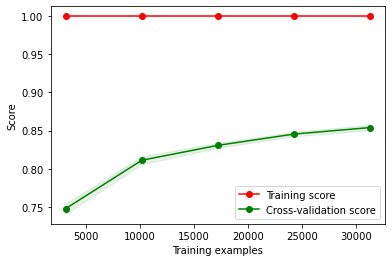 1.00
0.95
0.90
0.85
0.80
0.75
Score
5000 10000 15000 20000 25000 30000
Training examples
Training score
Cross-validation score